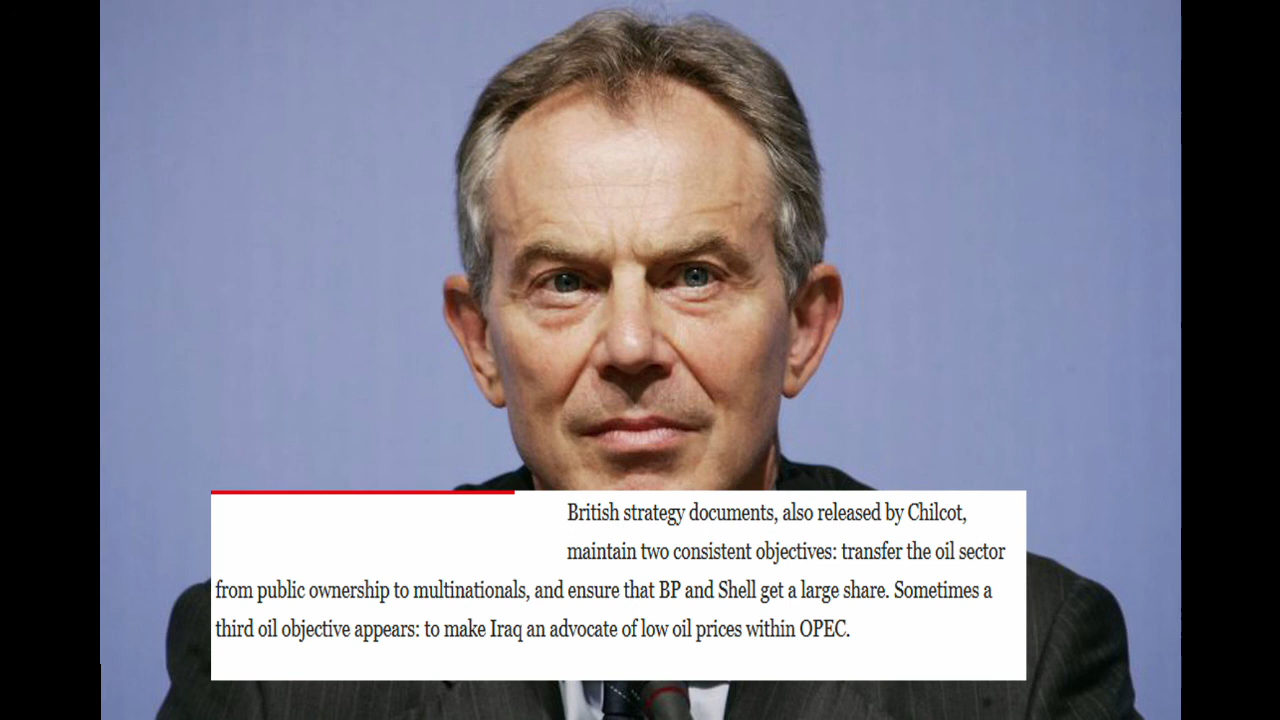 British strategy documents, also released by Chilcot,
maintain two consistent objectives: transfer the oil sector
from public ownership to multinationals, and ensure that BP and Shell get a large share. Sometimes a
third oil objective appears: to make Iraq an advocate of low oil prices within OPEC.